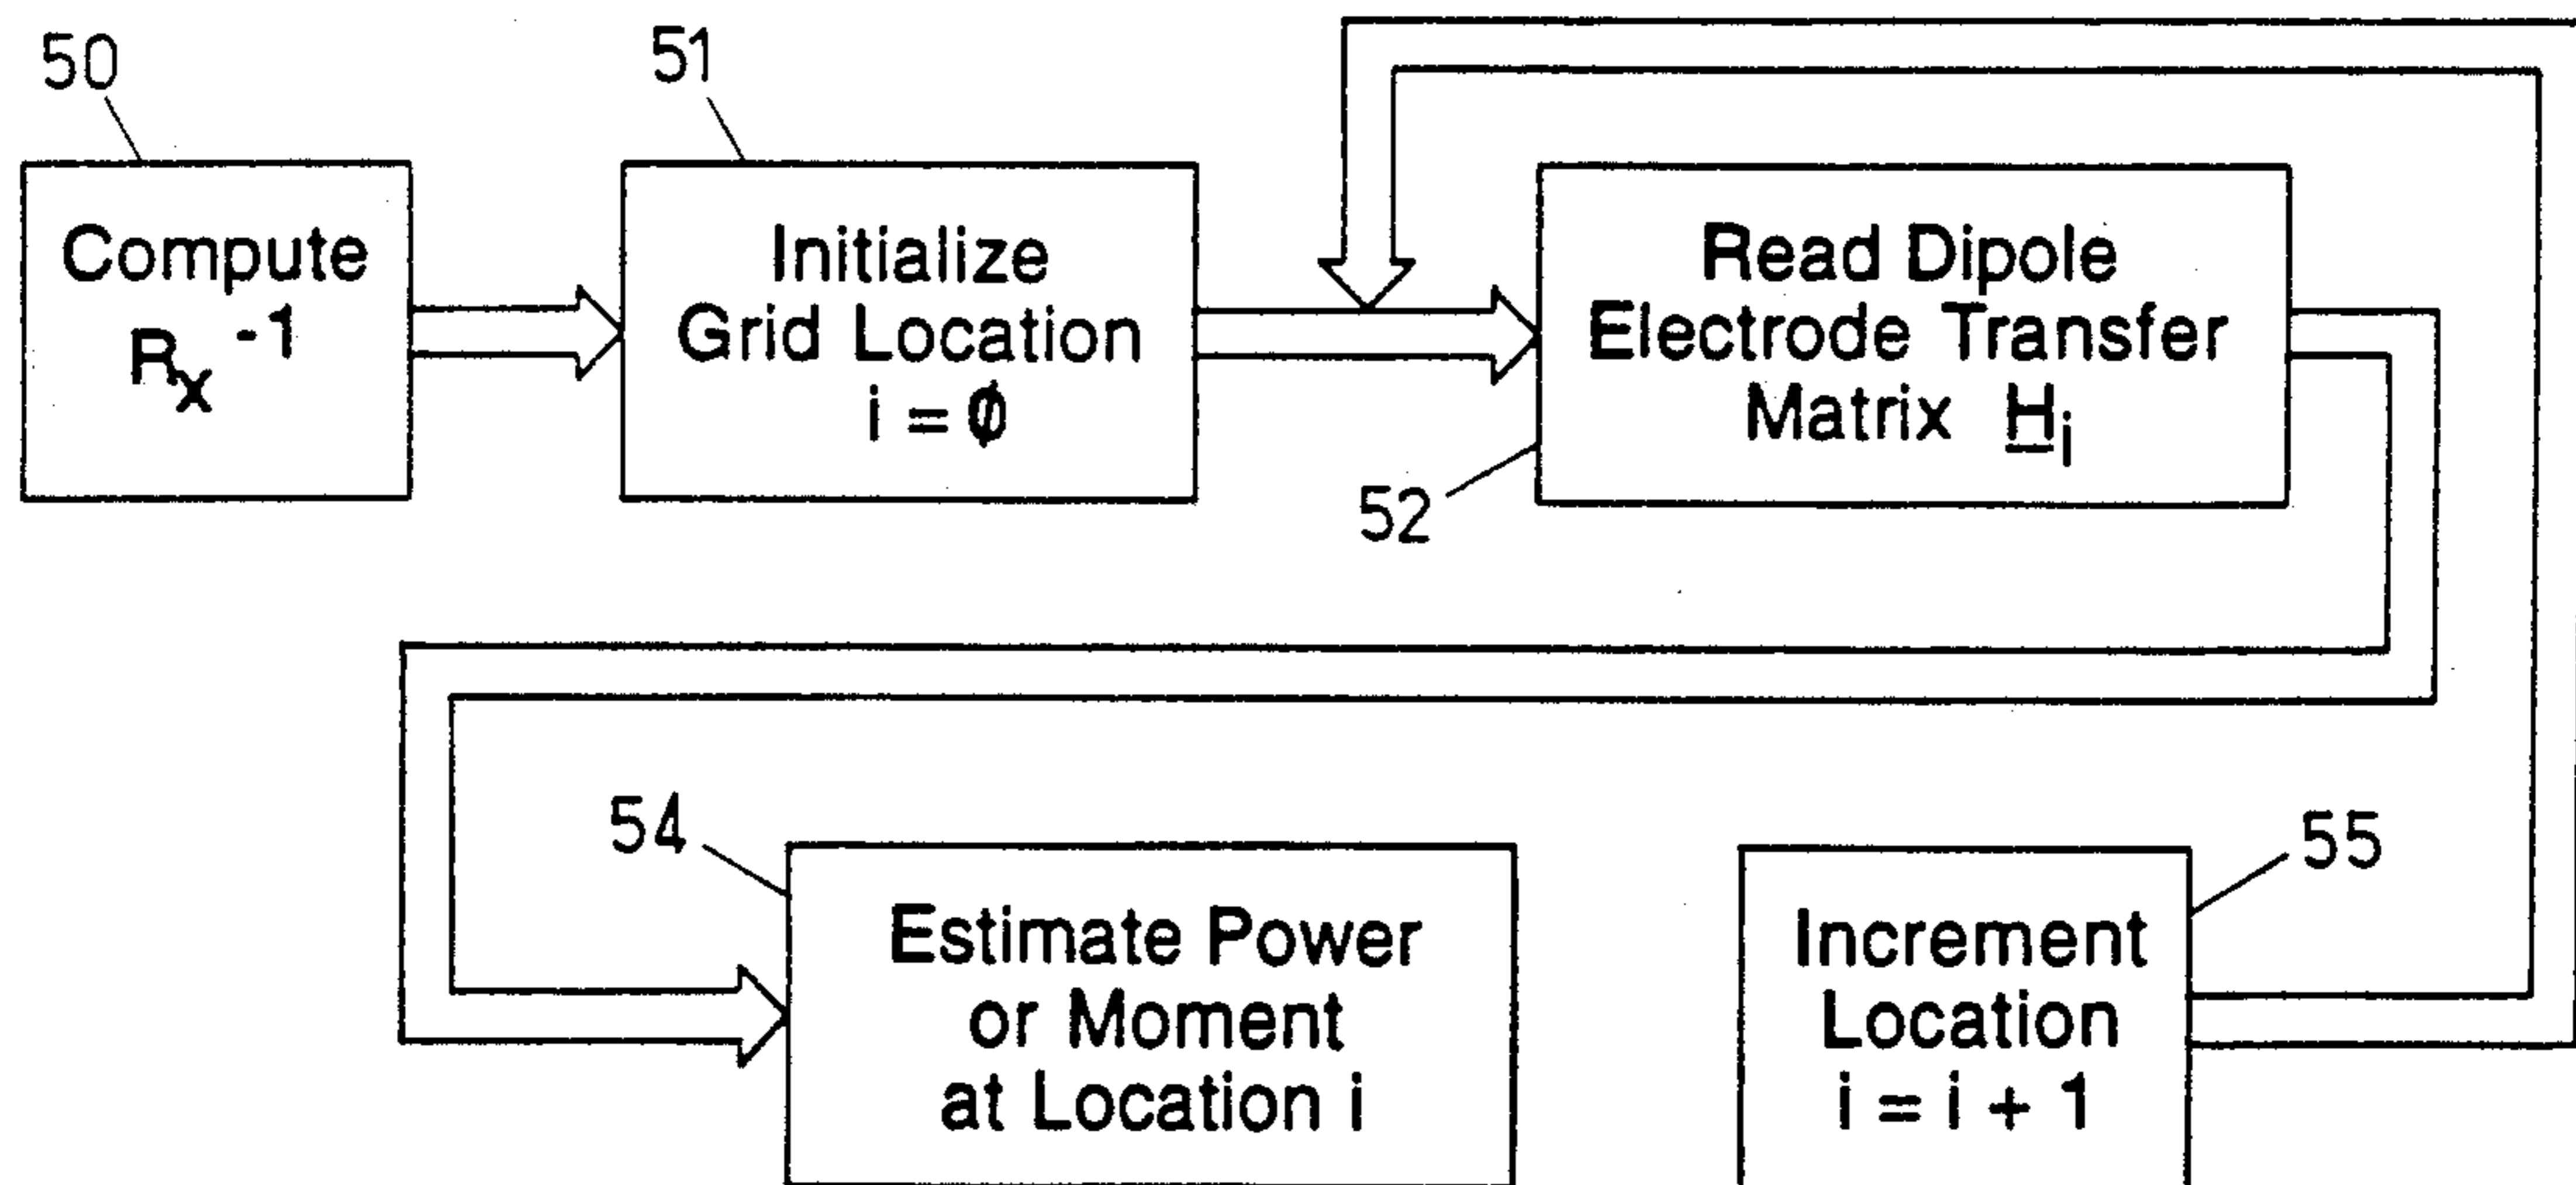 50
Compute
Rₓ⁻¹
51
Initialize
Grid Location
i = Ø
52
Read Dipole
Electrode Transfer
Matrix H̲ᵢ
54
Estimate Power
or Moment
at Location i
55
Increment
Location
i = i + 1